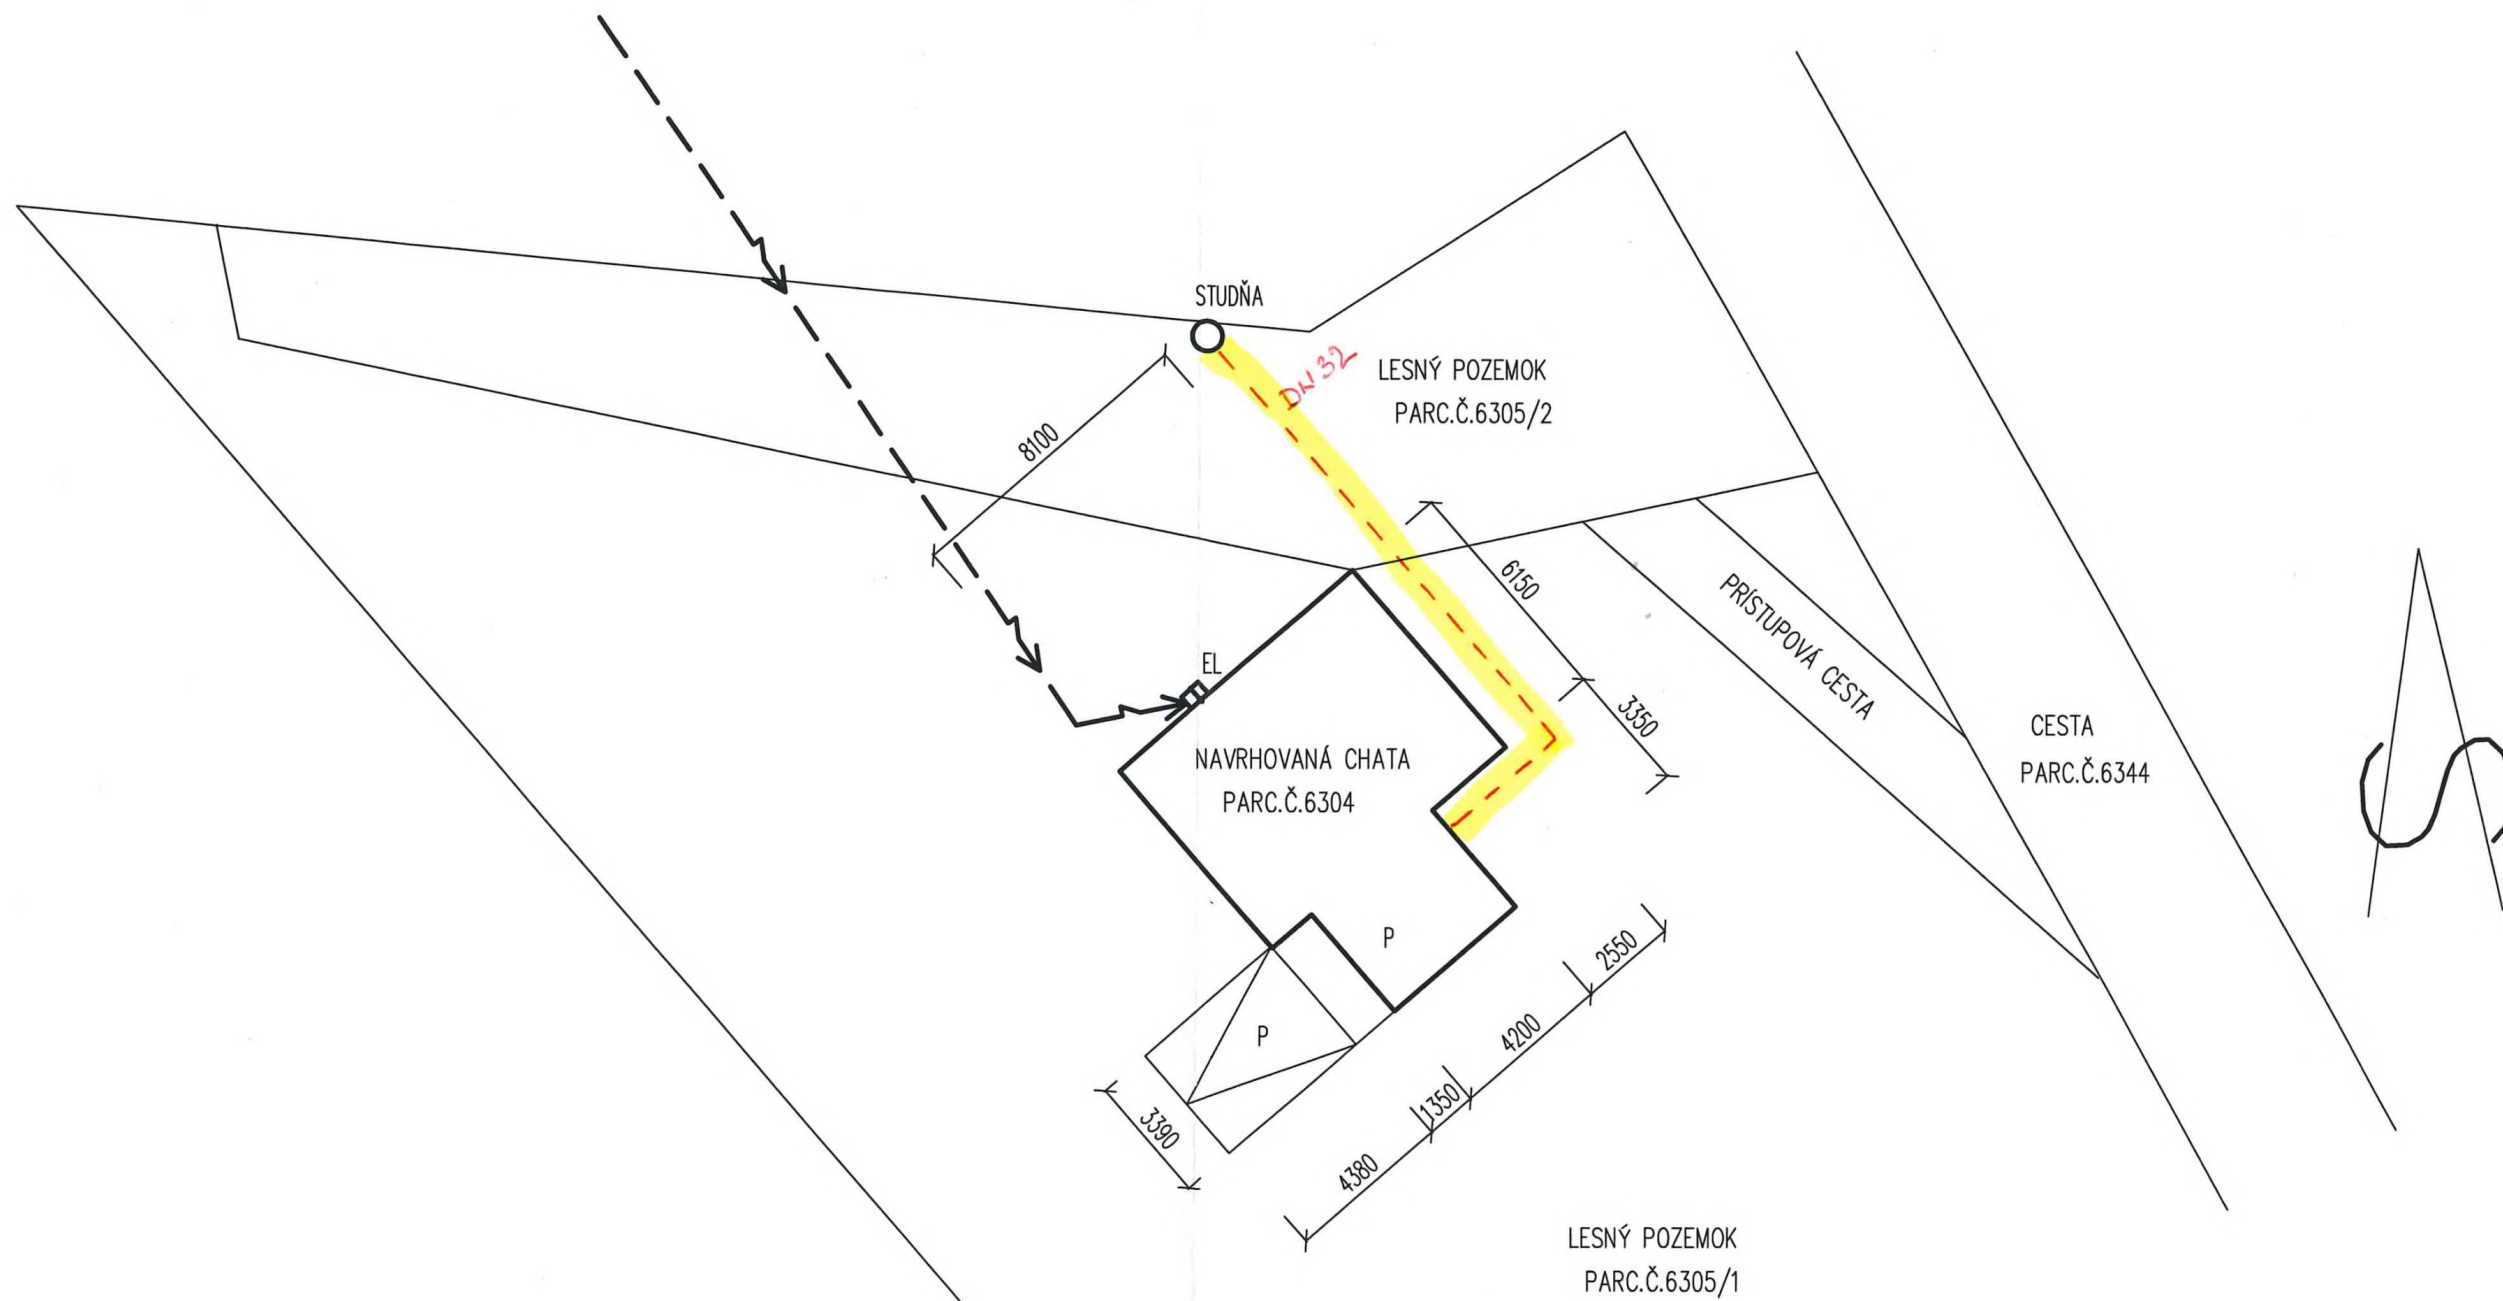 STUDŇA
DN 32
LESNÝ POZEMOK
PARC.Č.6305/2
8100
6150
3350
PRÍSTUPOVÁ CESTA
CESTA
PARC.Č.6344
EL
NAVRHOVANÁ CHATA
PARC.Č.6304
P
P
2550
4200
1350
4380
3390
LESNÝ POZEMOK
PARC.Č.6305/1
S